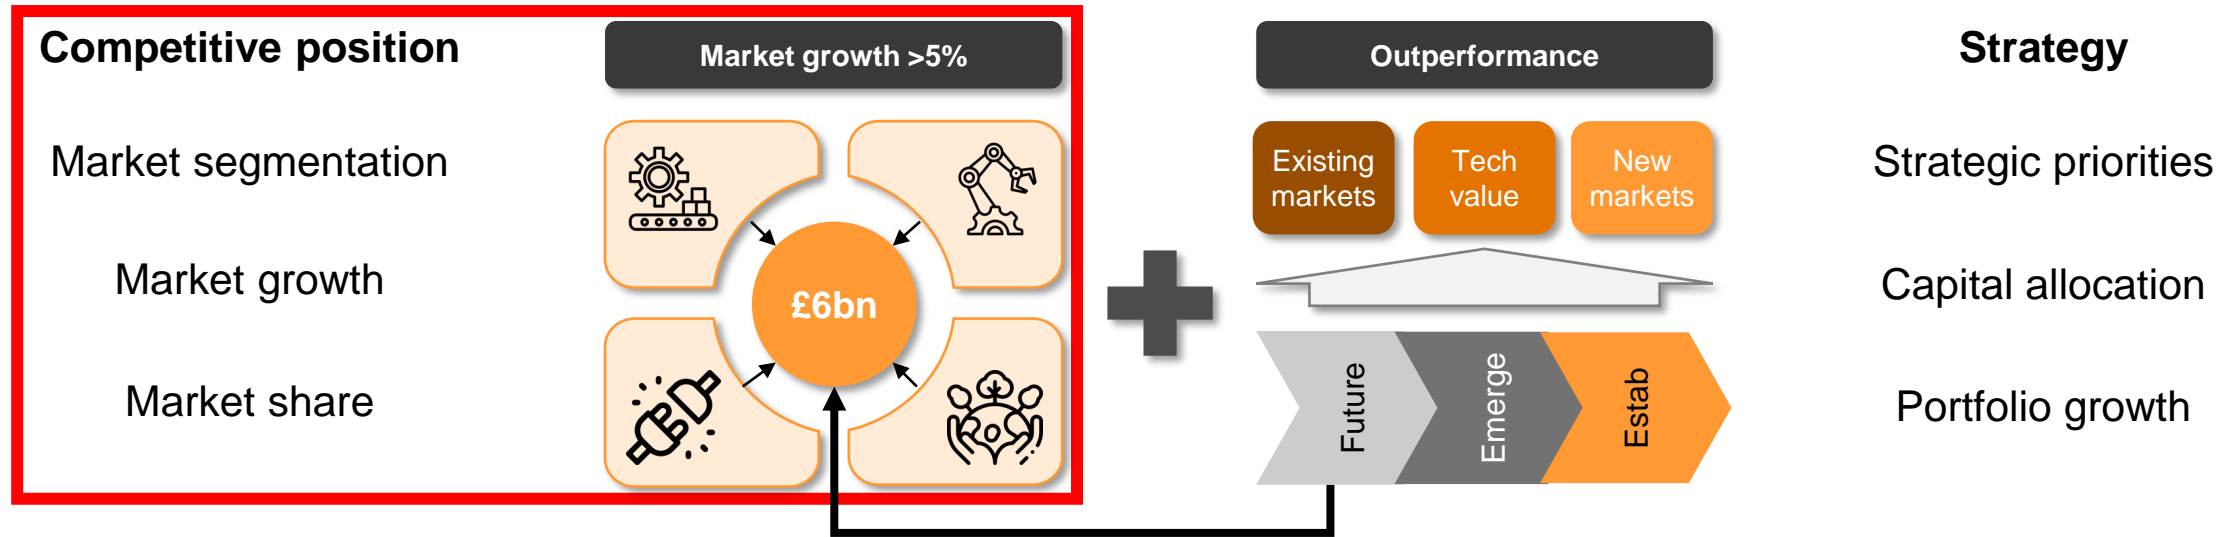 Competitive position
Market segmentation
Market growth
Market share
Market growth >5%
£6bn
Outperformance
Existing
markets
Tech
value
New
markets
Future
Emerge
Estab
Strategy
Strategic priorities
Capital allocation
Portfolio growth